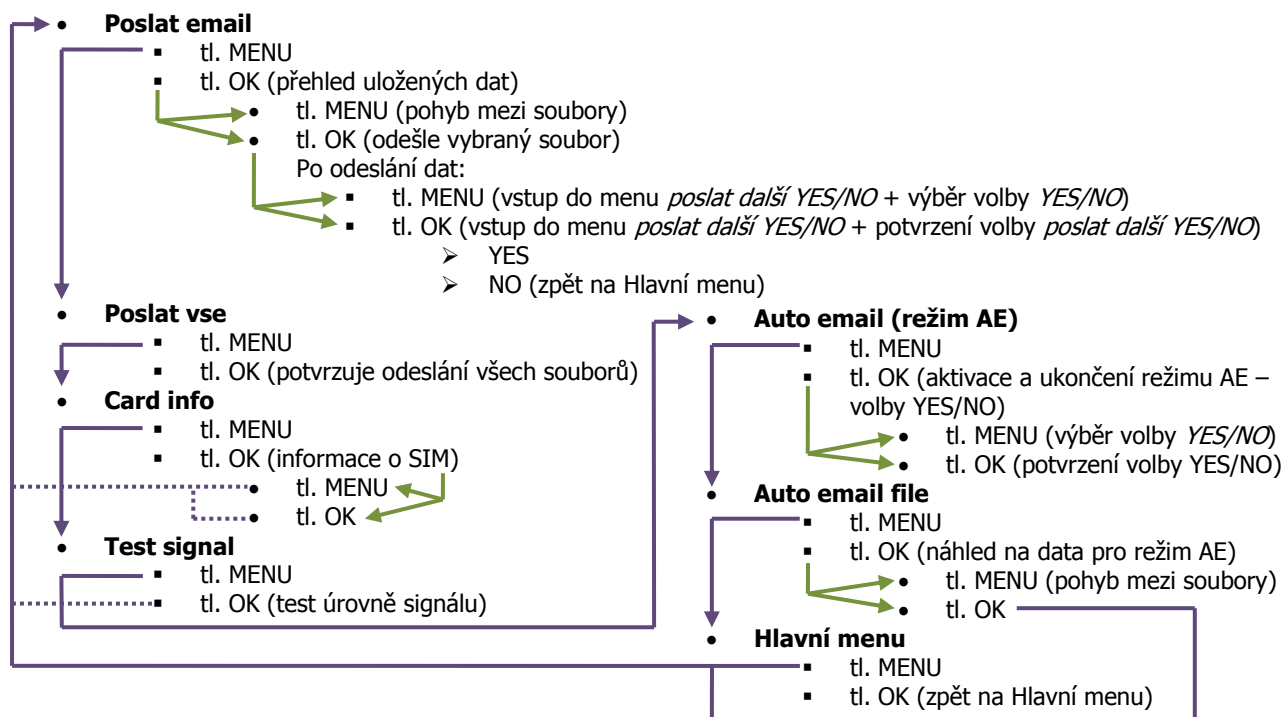 • Poslat email
▪ tl. MENU
▪ tl. OK (přehled uložených dat)
• tl. MENU (pohyb mezi soubory)
• tl. OK (odešle vybraný soubor)
Po odeslání dat:
▪ tl. MENU (vstup do menu poslat další YES/NO + výběr volby YES/NO)
▪ tl. OK (vstup do menu poslat další YES/NO + potvrzení volby poslat další YES/NO)
➢ YES
➢ NO (zpět na Hlavní menu)
• Poslat vse
▪ tl. MENU
▪ tl. OK (potvrzuje odeslání všech souborů)
• Card info
▪ tl. MENU
▪ tl. OK (informace o SIM)
• tl. MENU
• tl. OK
• Test signal
▪ tl. MENU
▪ tl. OK (test úrovně signálu)
• Auto email (režim AE)
▪ tl. MENU
▪ tl. OK (aktivace a ukončení režimu AE –
volby YES/NO)
• tl. MENU (výběr volby YES/NO)
• tl. OK (potvrzení volby YES/NO)
• Auto email file
▪ tl. MENU
▪ tl. OK (náhled na data pro režim AE)
• tl. MENU (pohyb mezi soubory)
• tl. OK
• Hlavní menu
▪ tl. MENU
▪ tl. OK (zpět na Hlavní menu)